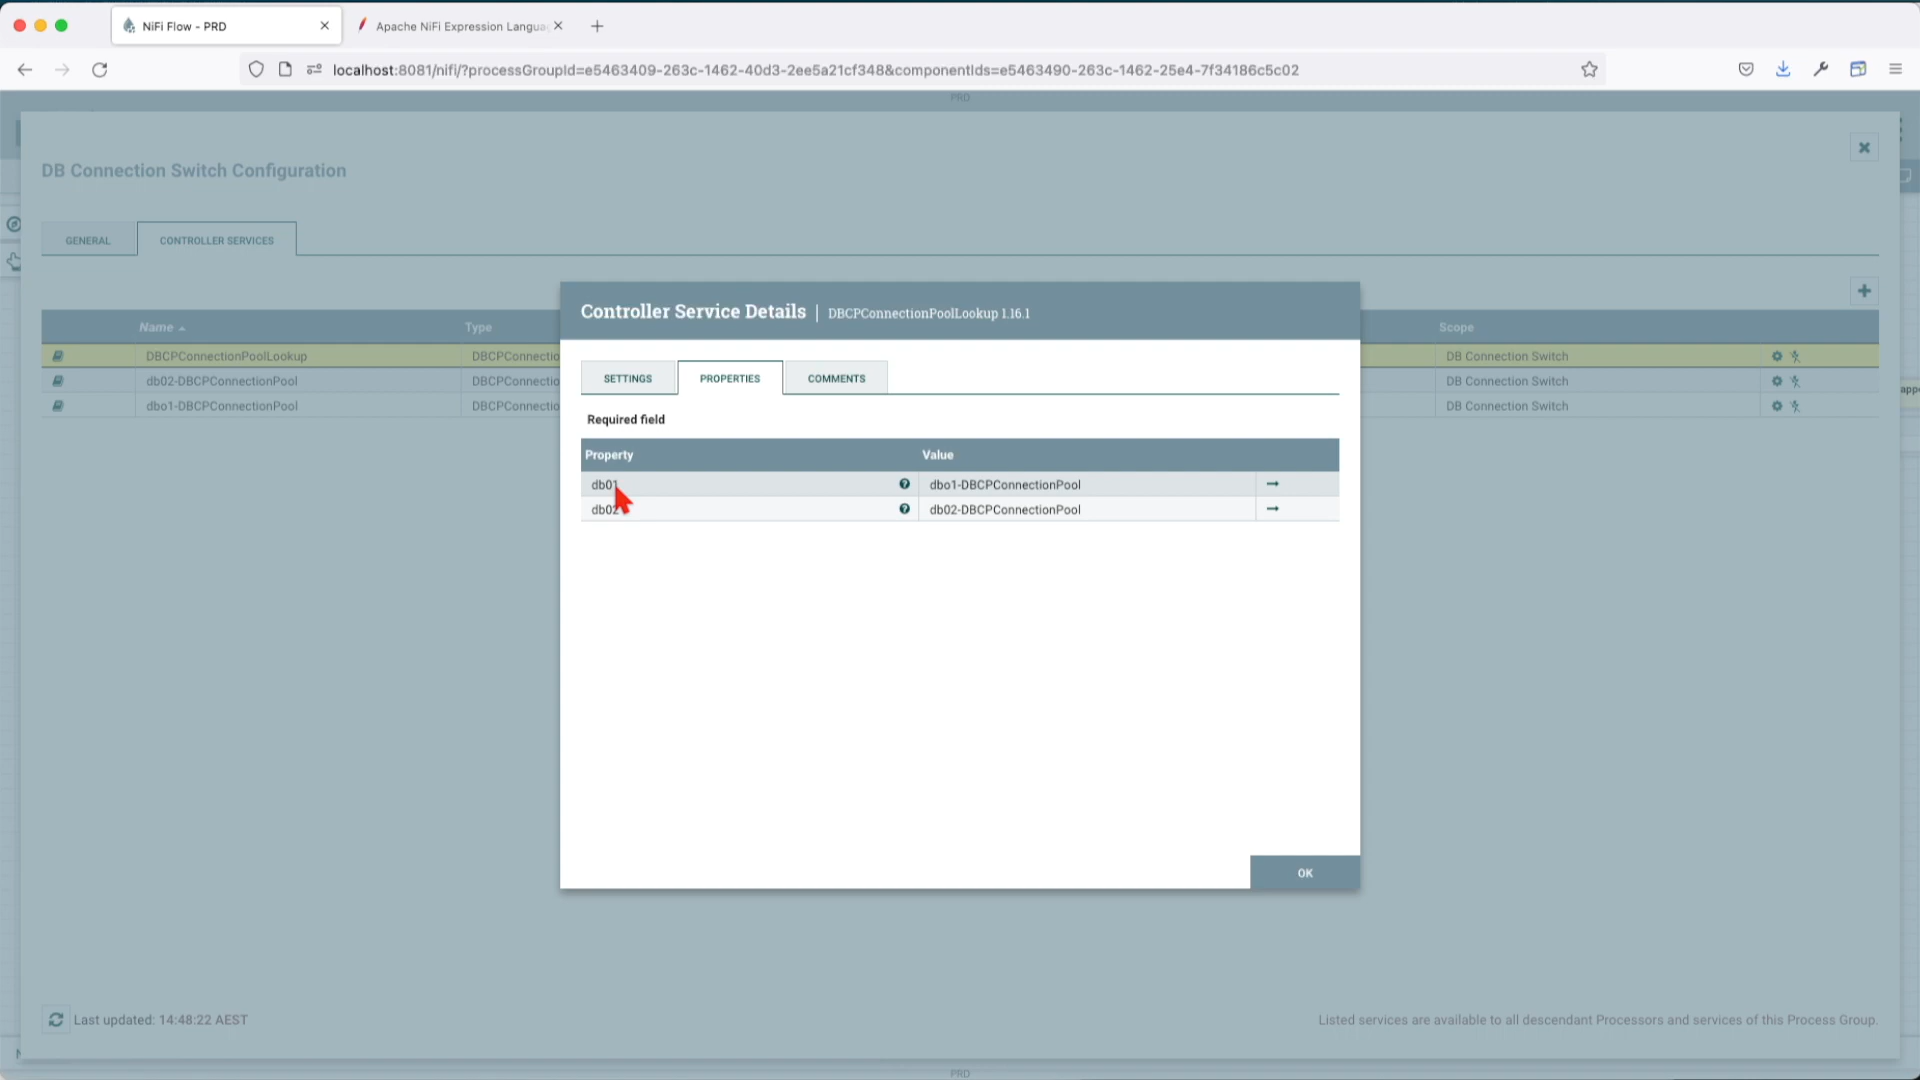 NiFi Flow - PRD
Apache NiFi Expression Langua
localhost:8081/nifi/?processGroupId=e5463409-263c-1462-40d3-2ee5a21cf348&componentIds=e5463490-263c-1462-25e4-7f34186c5c02
PRD
DB Connection Switch Configuration
GENERAL
CONTROLLER SERVICES
Name
Type
Scope
DBCPConnectionPoolLookup
DBCPConnectio
DB Connection Switch
db02-DBCPConnectionPool
DBCPConnectio
DB Connection Switch
dbo1-DBCPConnectionPool
DBCPConnectio
DB Connection Switch
Controller Service Details | DBCPConnectionPoolLookup 1.16.1
SETTINGS
PROPERTIES
COMMENTS
Required field
Property
Value
db01
dbo1-DBCPConnectionPool
db02
db02-DBCPConnectionPool
OK
Last updated: 14:48:22 AEST
Listed services are available to all descendant Processors and services of this Process Group.
PRD